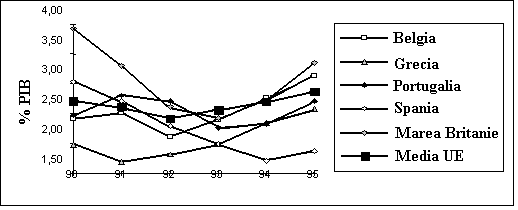 4,00
3,50
3,00
2,50
2,00
1,50
% PIB
90 91 92 93 94 95
Belgia
Grecia
Portugalia
Spania
Marea Britanie
Media UE